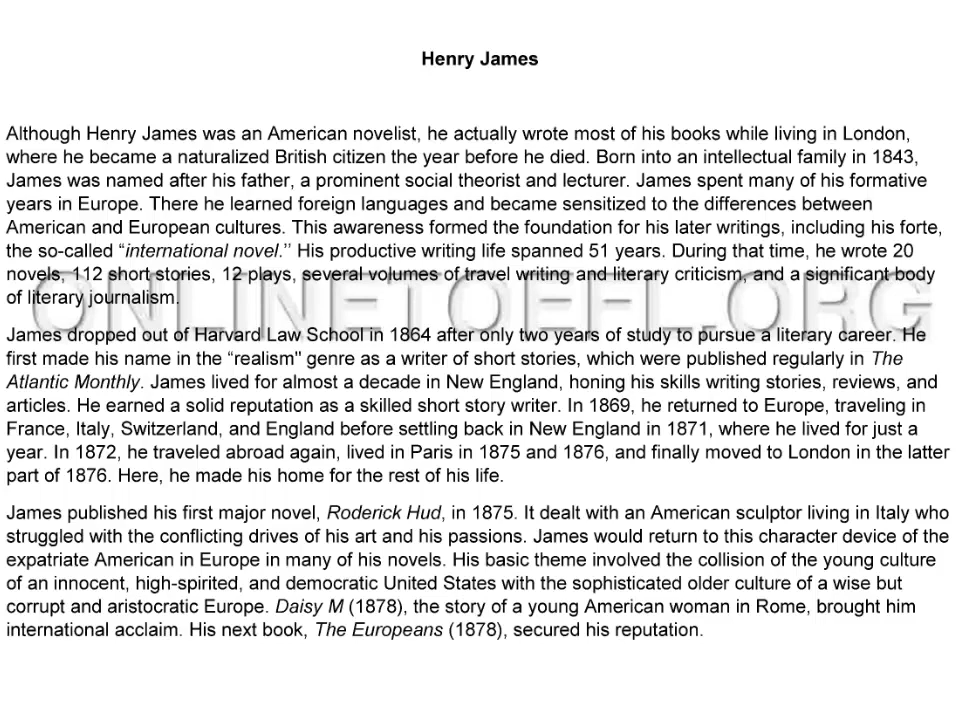 Henry James
Although Henry James was an American novelist, he actually wrote most of his books while living in London,
where he became a naturalized British citizen the year before he died. Born into an intellectual family in 1843,
James was named after his father, a prominent social theorist and lecturer. James spent many of his formative
years in Europe. There he learned foreign languages and became sensitized to the differences between
American and European cultures. This awareness formed the foundation for his later writings, including his forte,
the so-called “international novel.’’ His productive writing life spanned 51 years. During that time, he wrote 20
novels, 112 short stories, 12 plays, several volumes of travel writing and literary criticism, and a significant body
of literary journalism.
ONLINETOEFL.ORG
James dropped out of Harvard Law School in 1864 after only two years of study to pursue a literary career. He
first made his name in the “realism" genre as a writer of short stories, which were published regularly in The
Atlantic Monthly. James lived for almost a decade in New England, honing his skills writing stories, reviews, and
articles. He earned a solid reputation as a skilled short story writer. In 1869, he returned to Europe, traveling in
France, Italy, Switzerland, and England before settling back in New England in 1871, where he lived for just a
year. In 1872, he traveled abroad again, lived in Paris in 1875 and 1876, and finally moved to London in the latter
part of 1876. Here, he made his home for the rest of his life.
James published his first major novel, Roderick Hud, in 1875. It dealt with an American sculptor living in Italy who
struggled with the conflicting drives of his art and his passions. James would return to this character device of the
expatriate American in Europe in many of his novels. His basic theme involved the collision of the young culture
of an innocent, high-spirited, and democratic United States with the sophisticated older culture of a wise but
corrupt and aristocratic Europe. Daisy M (1878), the story of a young American woman in Rome, brought him
international acclaim. His next book, The Europeans (1878), secured his reputation.